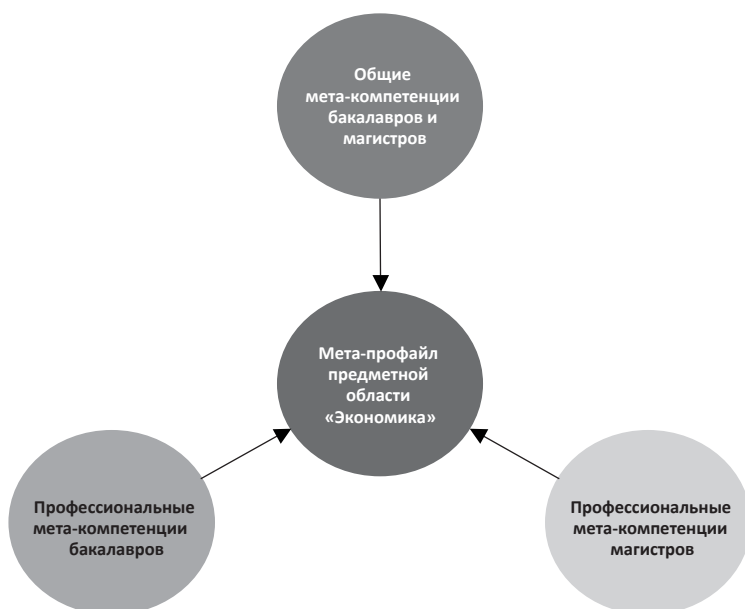 Общие
мета-компетенции
бакалавров и
магистров
Мета-профайл
предметной
области
«Экономика»
Профессиональные
мета-компетенции
бакалавров
Профессиональные
мета-компетенции
магистров